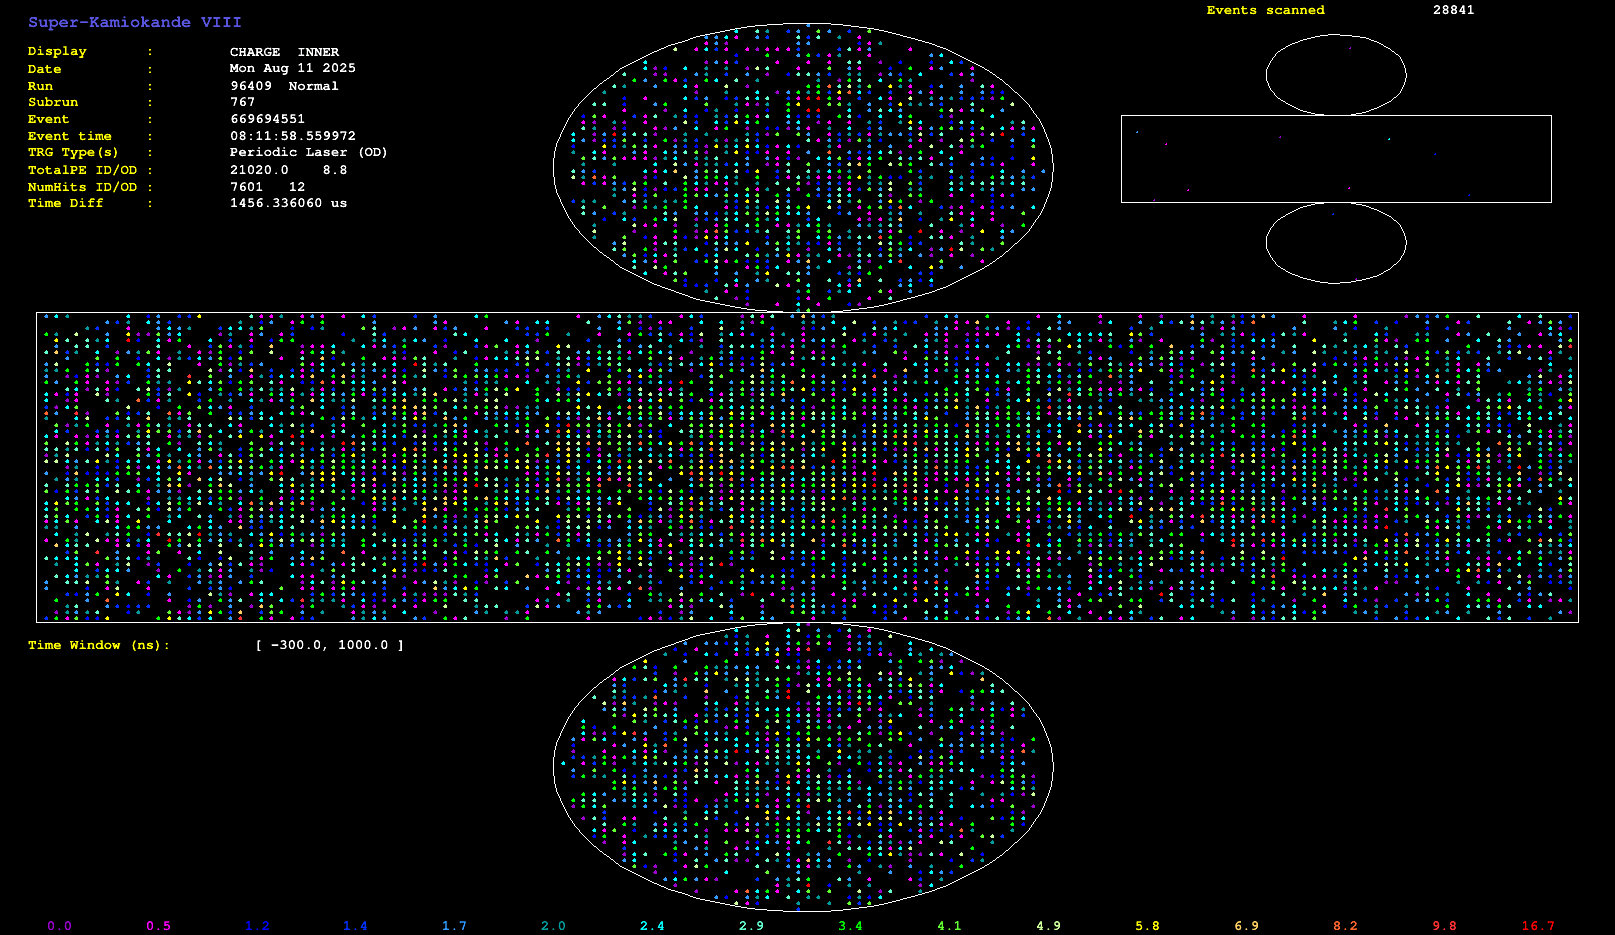 Super-Kamiokande VIII
Events scanned 28841
Display : CHARGE INNER
Date : Mon Aug 11 2025
Run : 96409 Normal
Subrun : 767
Event : 669694551
Event time : 08:11:58.559972
TRG Type(s) : Periodic Laser (OD)
TotalPE ID/OD : 21020.0 8.8
NumHits ID/OD : 7601 12
Time Diff : 1456.336060 us
Time Window (ns): [ -300.0, 1000.0 ]
0.0 0.5 1.2 1.4 1.7 2.0 2.4 2.9 3.4 4.1 4.9 5.8 6.9 8.2 9.8 16.7